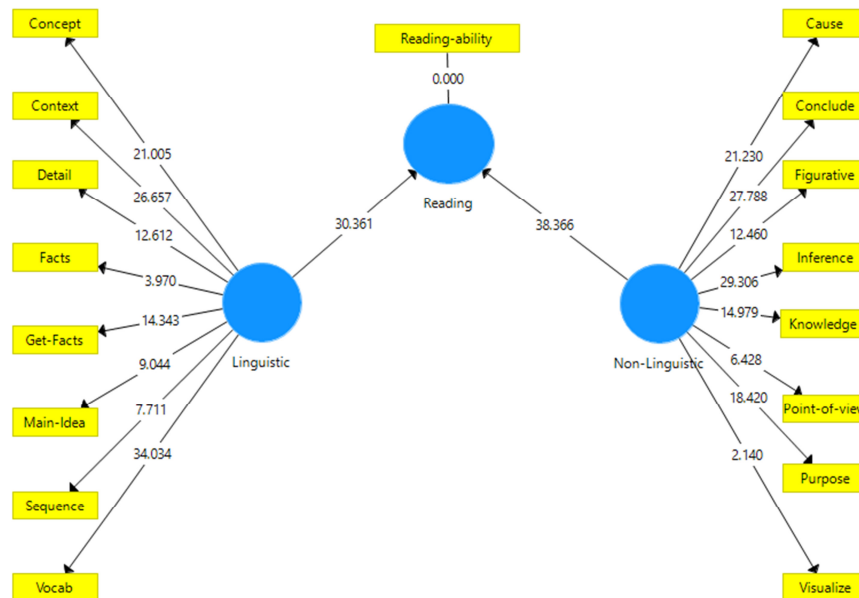 Concept
Reading-ability
Cause
0.000
Context
Conclude
Detail
21.005
21.230
Figurative
26.657
Reading
27.788
12.612
30.361
38.366
12.460
Facts
Inference
3.970
29.306
14.343
14.979
Get-Facts
Linguistic
Non-Linguistic
Knowledge
9.044
6.428
7.711
18.420
Main-Idea
Point-of-view
34.034
2.140
Sequence
Purpose
Vocab
Visualize